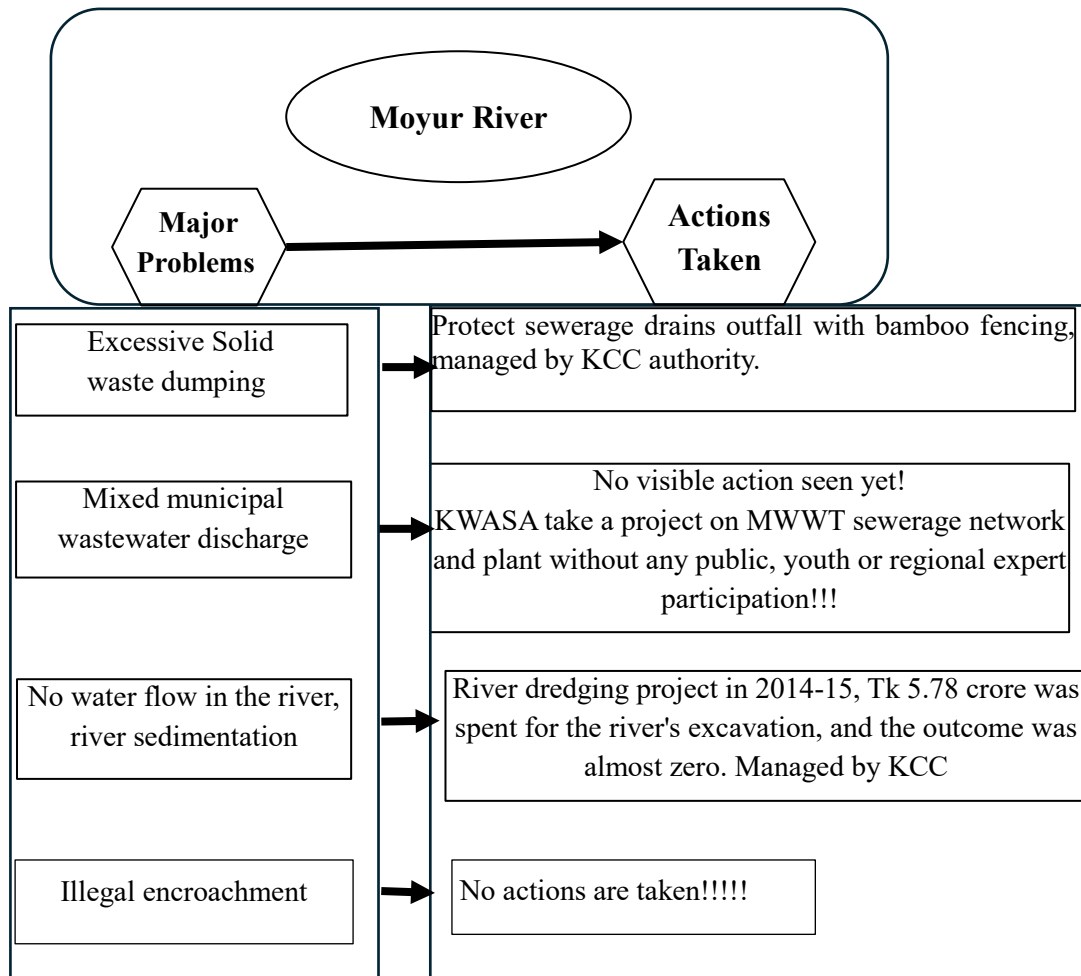 Moyur River
Major
Problems
Actions
Taken
Excessive Solid
waste dumping
Protect sewerage drains outfall with bamboo fencing,
managed by KCC authority.
Mixed municipal
wastewater discharge
No visible action seen yet!
KWASA take a project on MWWT sewerage network
and plant without any public, youth or regional expert
participation!!!
No water flow in the river,
river sedimentation
River dredging project in 2014-15, Tk 5.78 crore was
spent for the river's excavation, and the outcome was
almost zero. Managed by KCC
Illegal encroachment
No actions are taken!!!!!